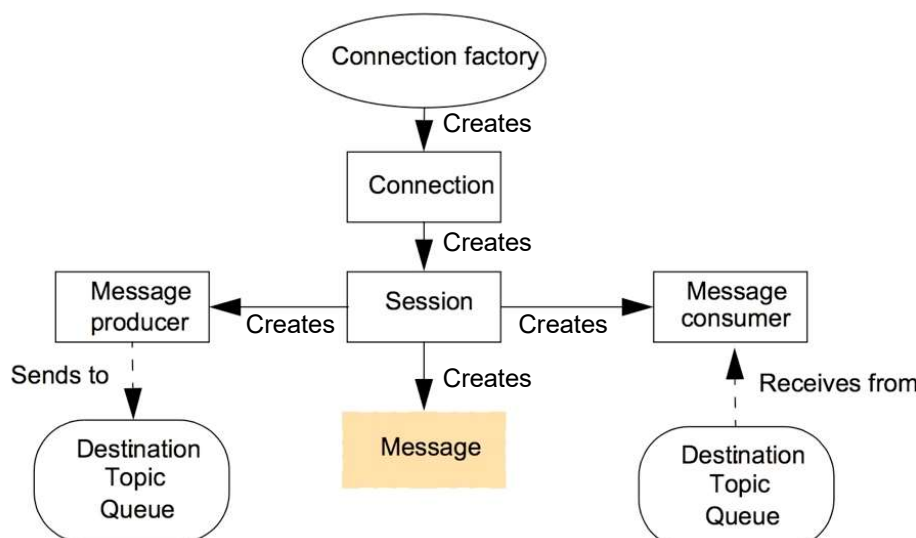 Connection factory
Creates
Connection
Creates
Message
producer
Session
Message
consumer
Creates
Creates
Sends to
Creates
Receives from
Destination
Topic
Queue
Message
Destination
Topic
Queue